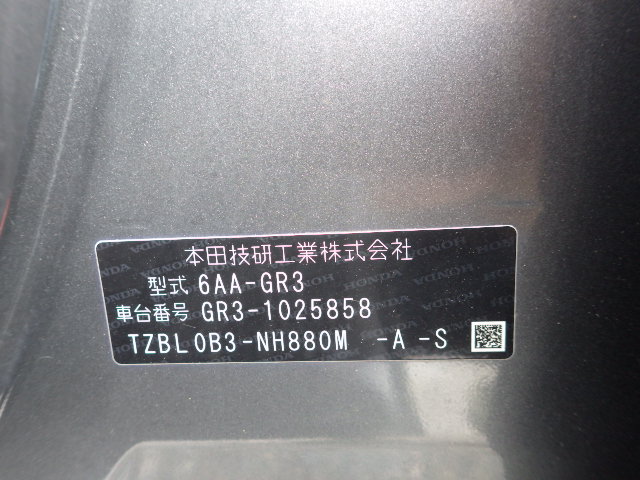 本田技研工業株式会社
型式 6AA-GR3
車台番号 GR3-1025858
TZBL0B3-NH880M -A -S